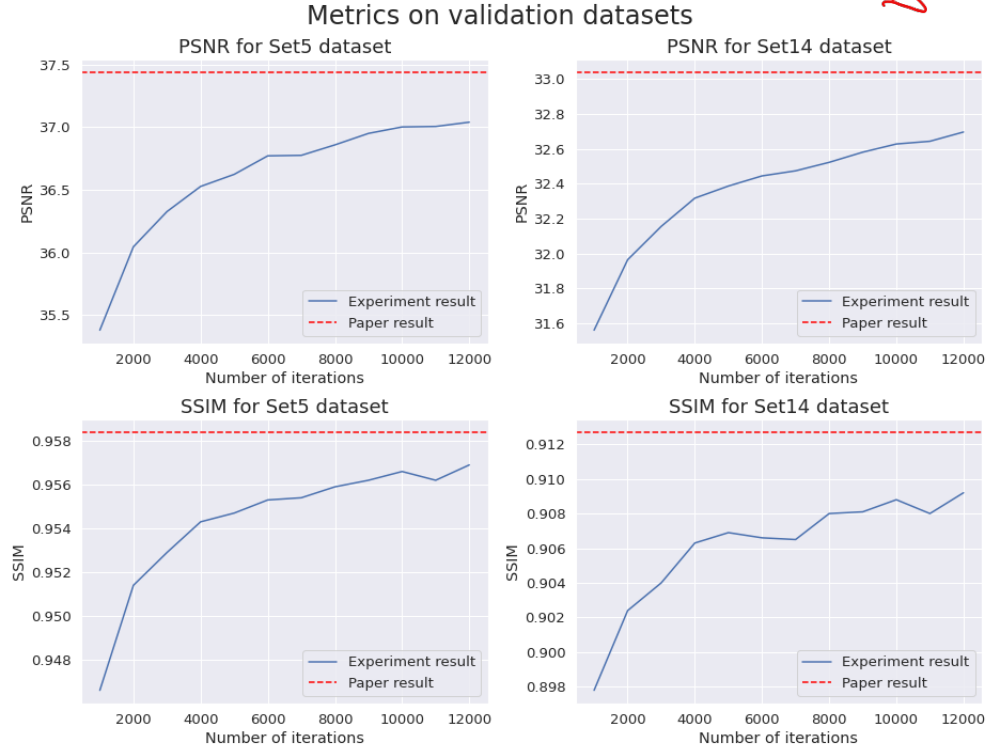 Metrics on validation datasets
PSNR for Set5 dataset
37.5
37.0
36.5
36.0
35.5
PSNR
Experiment result
Paper result
2000 4000 6000 8000 10000 12000
Number of iterations
PSNR for Set14 dataset
33.0
32.8
32.6
32.4
32.2
32.0
31.8
31.6
PSNR
Experiment result
Paper result
2000 4000 6000 8000 10000 12000
Number of iterations
SSIM for Set5 dataset
0.958
0.956
0.954
0.952
0.950
0.948
SSIM
Experiment result
Paper result
2000 4000 6000 8000 10000 12000
Number of iterations
SSIM for Set14 dataset
0.912
0.910
0.908
0.906
0.904
0.902
0.900
0.898
SSIM
Experiment result
Paper result
2000 4000 6000 8000 10000 12000
Number of iterations